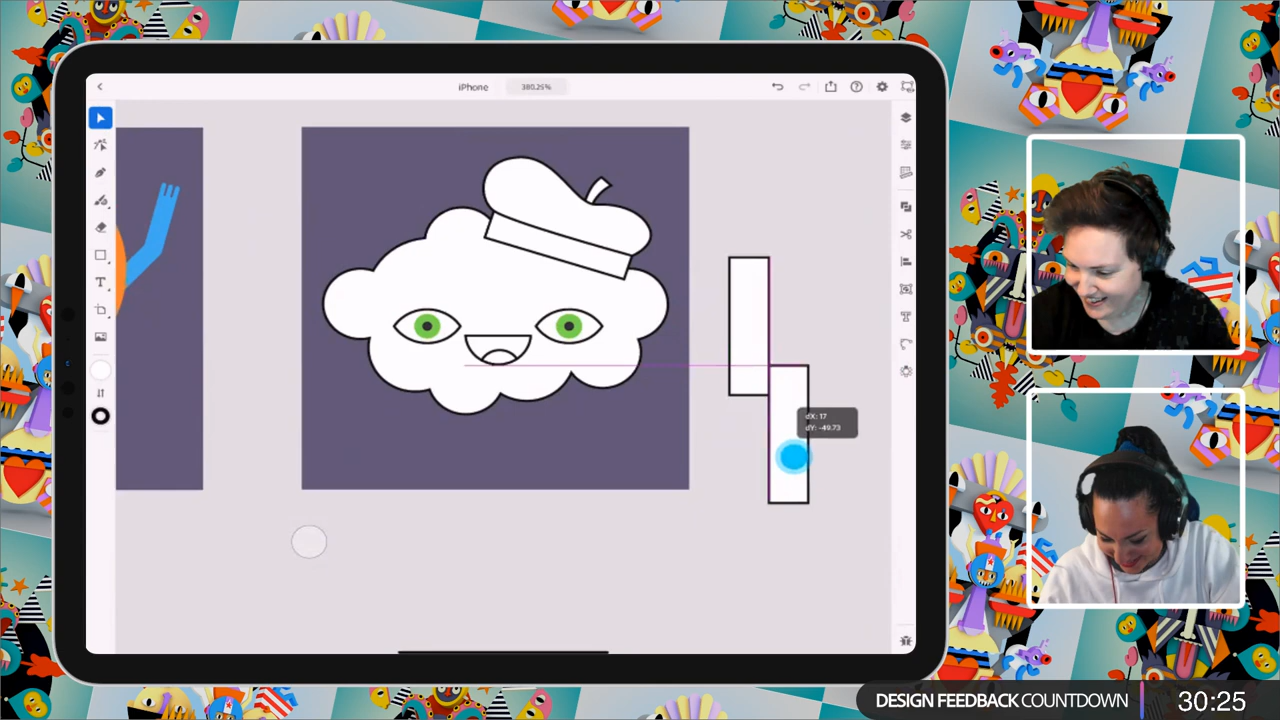 iPhone
380.25%
T
dX: 17
dY: -49.73
DESIGN FEEDBACK COUNTDOWN
30:25